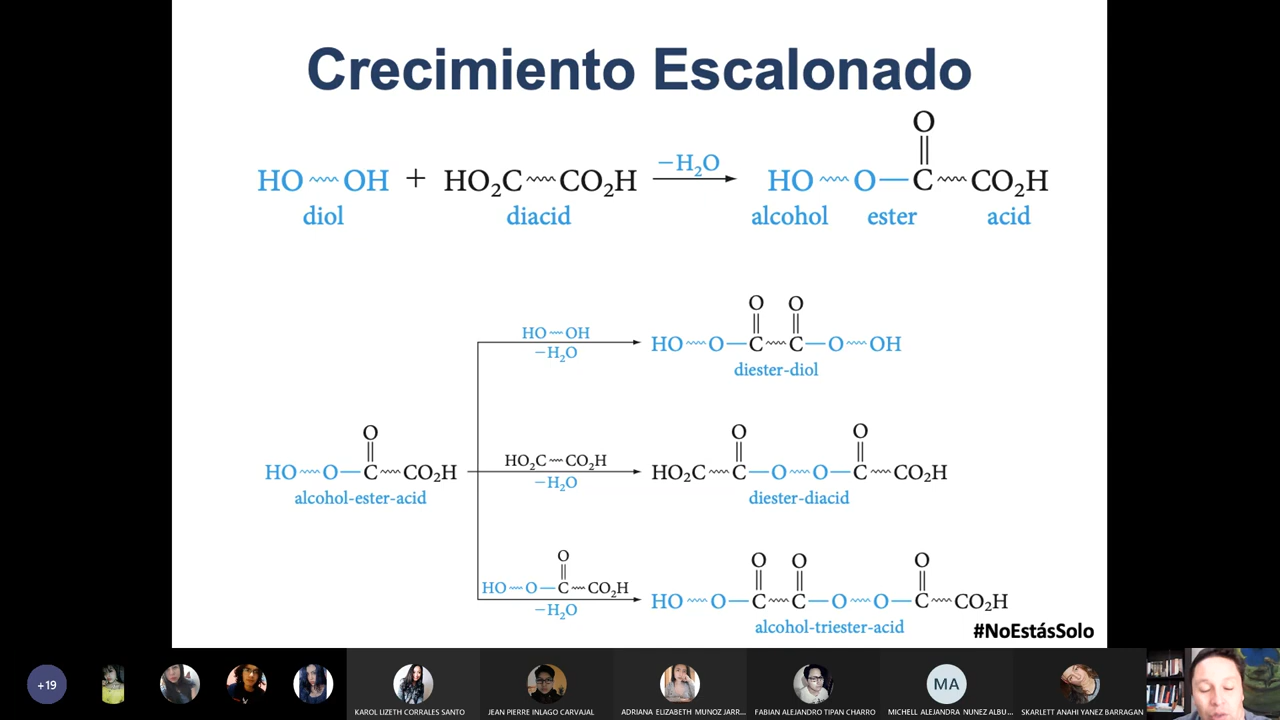 Crecimiento Escalonado
O
HO OH + HO₂C CO₂H −H₂O HO O — C CO₂H
diol diacid alcohol ester acid
O O
HO OH
−H₂O
HO O — C C — O OH
diester-diol
O
HO O — C CO₂H
alcohol-ester-acid
HO₂C CO₂H
−H₂O
O O
HO₂C C — O O — C CO₂H
diester-diacid
O
HO O — C CO₂H
−H₂O
O O O
HO O — C C — O O — C CO₂H
alcohol-triester-acid
#NoEstásSolo
+19
KAROL LIZETH CORRALES SANTO
JEAN PIERRE INLAGO CARVAJAL
ADRIANA ELIZABETH MUNOZ JARR...
FABIAN ALEJANDRO TIPAN CHARRO
MA
MICHELL ALEJANDRA NUNEZ ALBU...
SKARLETT ANAHI YANEZ BARRAGAN